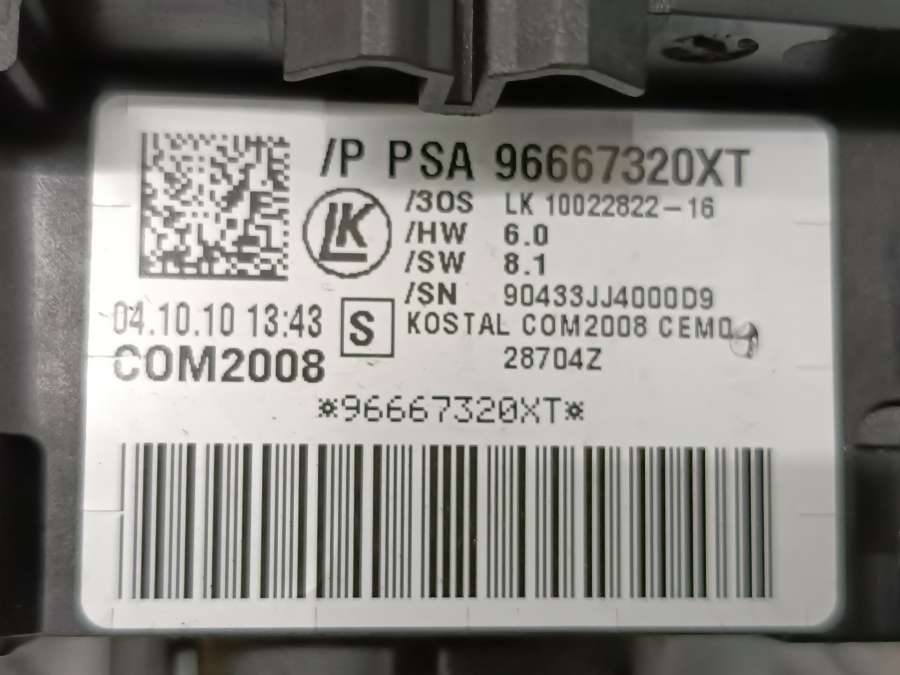 /P PSA 96667320XT
LK
/3OS LK 10022822-16
/HW 6.0
/SW 8.1
/SN 90433JJ4000D9
04.10.10 13:43
S
KOSTAL COM2008
28704Z
COM2008
*96667320XT*